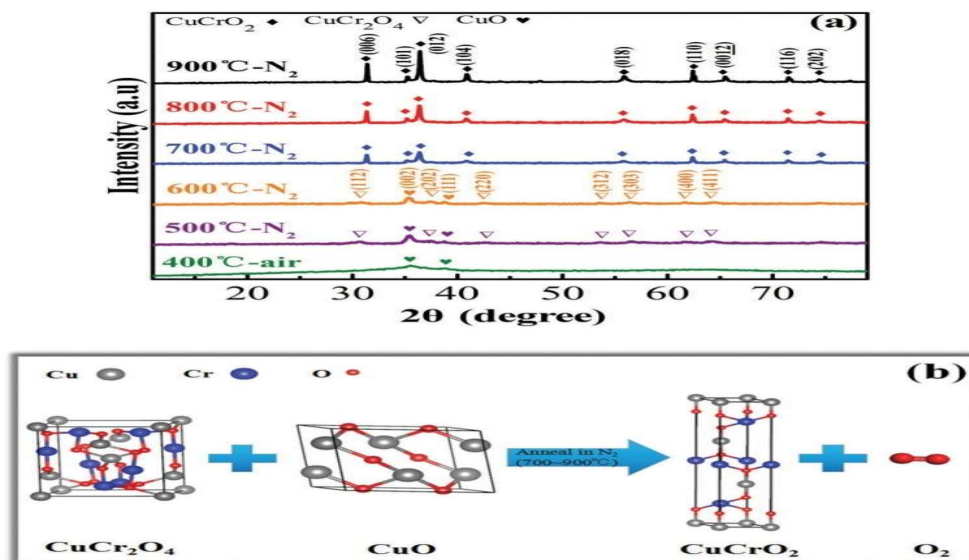 CuCrO2 ◆ CuCr2O4 ▽ CuO ♥ (a)
(006) (101) (012) (104) (018) (110) (0012) (116) (202)
900℃-N2
800℃-N2
700℃-N2
(112) (002) (202) (111) (220) (312) (303) (400) (411)
600℃-N2
500℃-N2
400℃-air
Intensity (a.u)
20 30 40 50 60 70
2θ (degree)
Cu Cr O (b)
Anneal in N2
(700~900℃)
CuCr2O4 CuO CuCrO2 O2